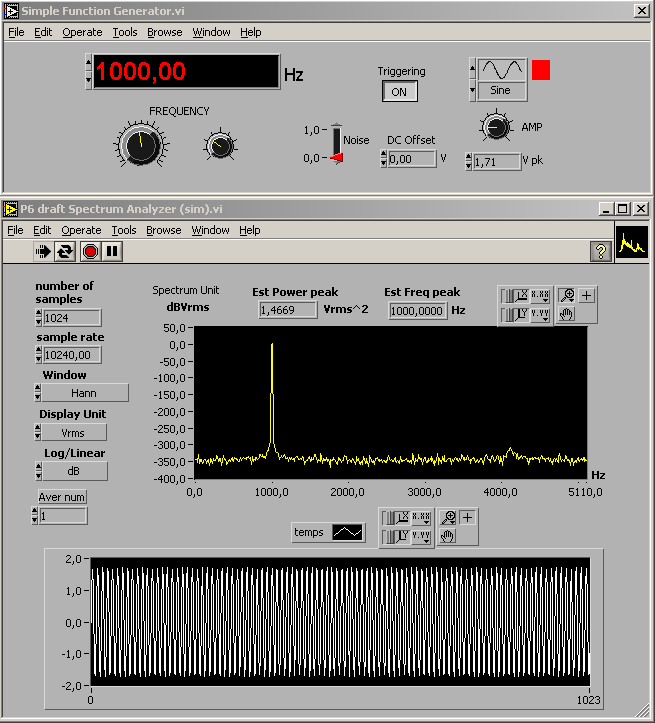 Simple Function Generator.vi
File Edit Operate Tools Browse Window Help
1000,00 Hz
Triggering
ON
Sine
FREQUENCY
1,0
Noise
0,0
DC Offset
0,00 V
AMP
1,71 V pk
P6 draft Spectrum Analyzer (sim).vi
File Edit Operate Tools Browse Window Help
?
number of
samples
1024
sample rate
10240,00
Window
Hann
Display Unit
Vrms
Log/Linear
dB
Aver num
1
Spectrum Unit
dBVrms
Est Power peak
1,4669 Vrms^2
Est Freq peak
1000,0000 Hz
X X.XX
Y Y.YY
50,0
0,0
-50,0
-100,0
-150,0
-200,0
-250,0
-300,0
-350,0
-400,0
0,0 1000,0 2000,0 3000,0 4000,0 5110,0
Hz
temps
X X.XX
Y Y.YY
2,0
1,0
0,0
-1,0
-2,0
0 1023